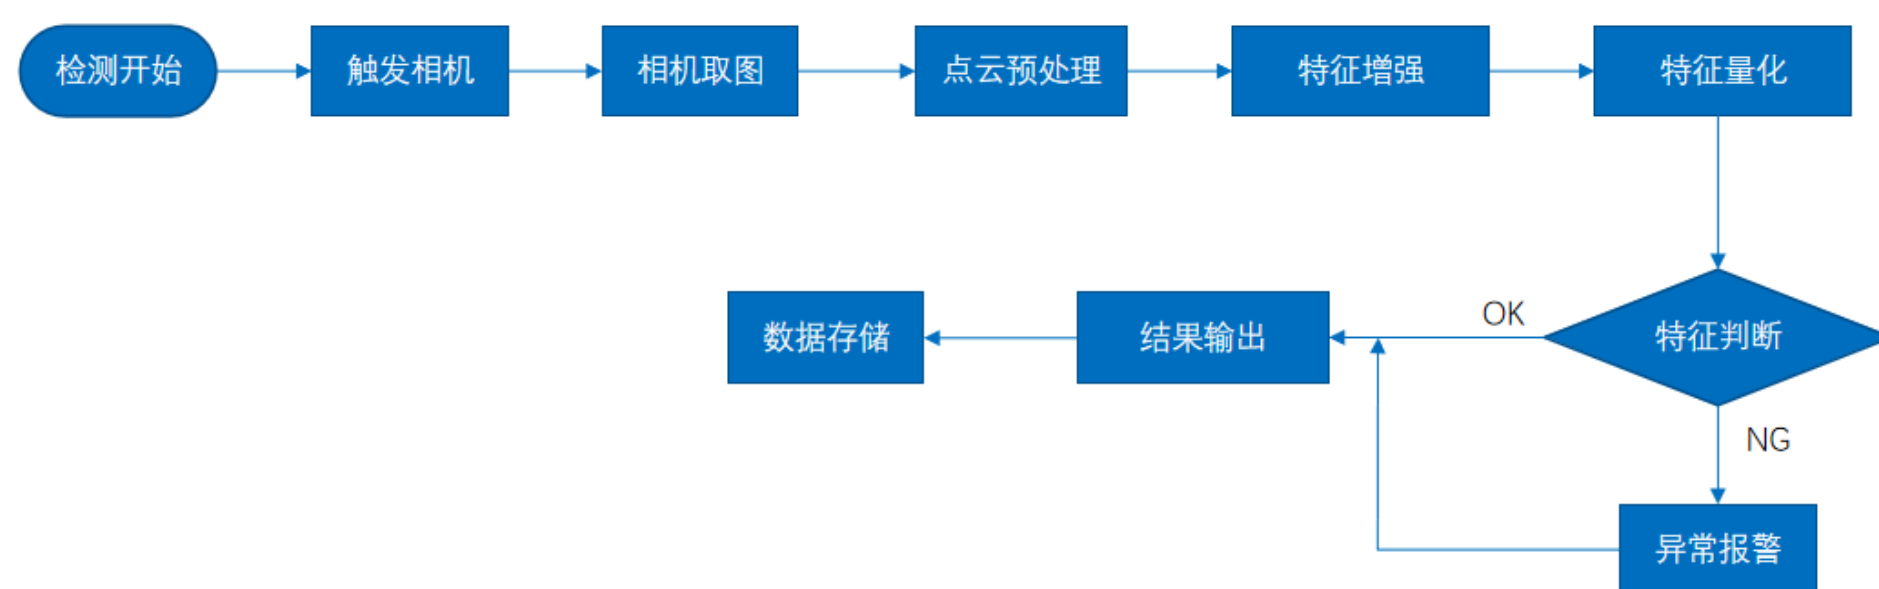 检测开始
触发相机
相机取图
点云预处理
特征增强
特征量化
特征判断
OK
结果输出
数据存储
NG
异常报警